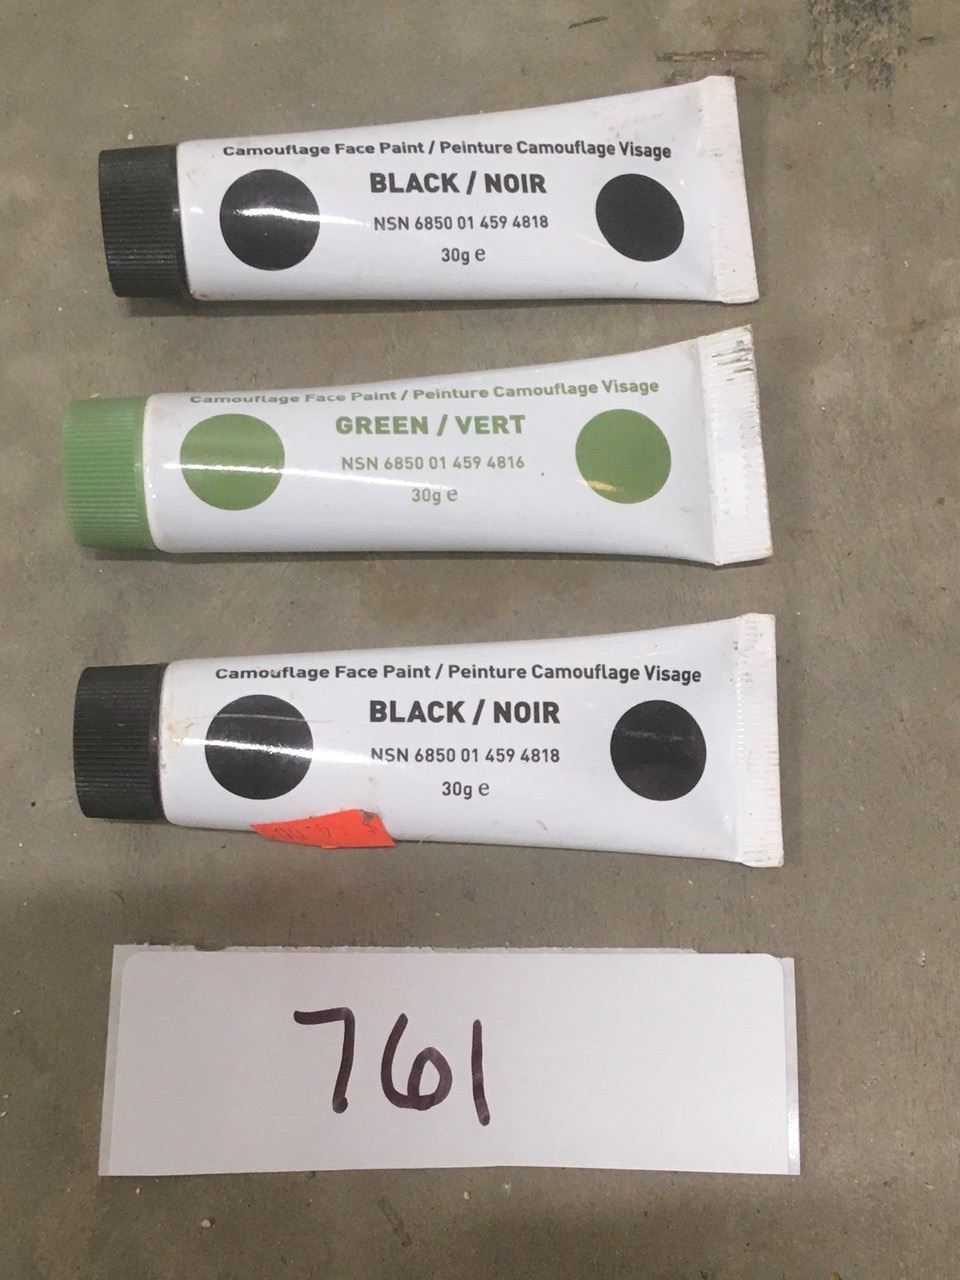 Camouflage Face Paint / Peinture Camouflage Visage
BLACK / NOIR
NSN 6850 01 459 4818
30g e
Camouflage Face Paint / Peinture Camouflage Visage
GREEN / VERT
NSN 6850 01 459 4816
30g e
Camouflage Face Paint / Peinture Camouflage Visage
BLACK / NOIR
NSN 6850 01 459 4818
30g e
761